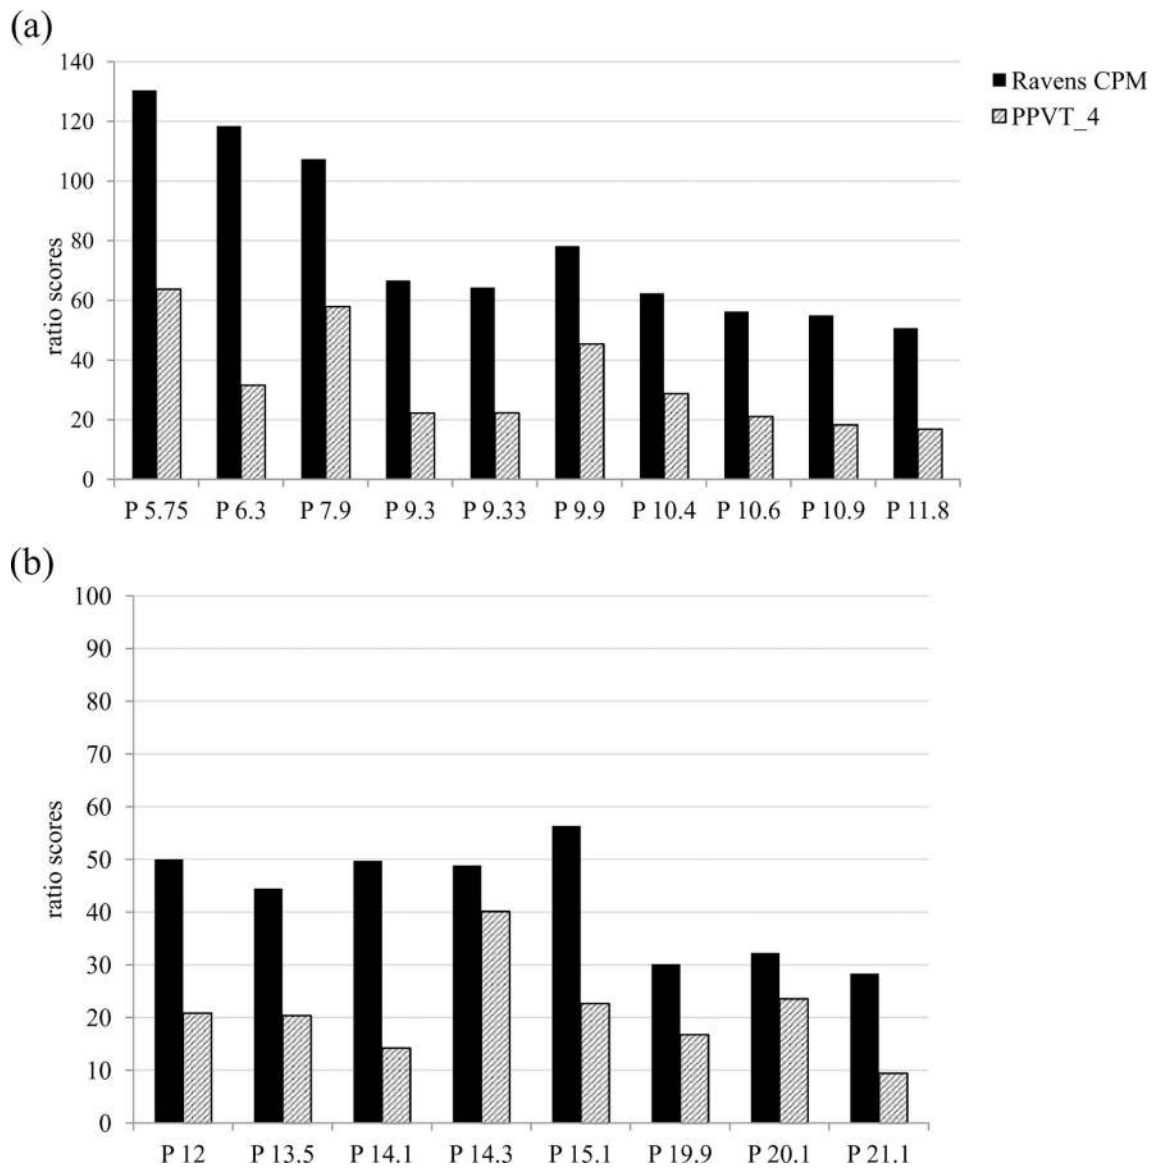 (a)
140
120
100
80
60
40
20
0
ratio scores
P 5.75 P 6.3 P 7.9 P 9.3 P 9.33 P 9.9 P 10.4 P 10.6 P 10.9 P 11.8
Ravens CPM
PPVT_4
(b)
100
90
80
70
60
50
40
30
20
10
0
ratio scores
P 12 P 13.5 P 14.1 P 14.3 P 15.1 P 19.9 P 20.1 P 21.1